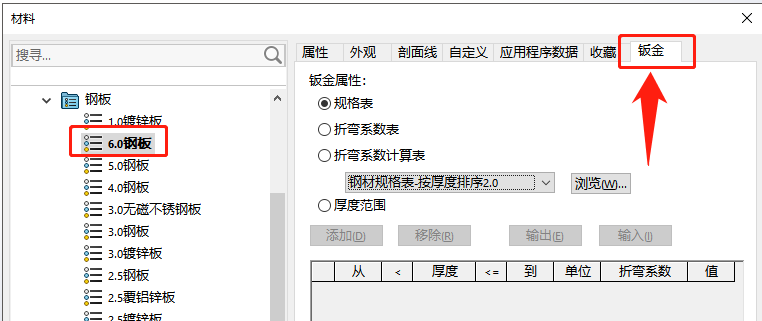 材料
搜寻...
属性 外观 剖面线 自定义 应用程序数据 收藏 钣金
钢板
1.0镀锌板
6.0钢板
5.0钢板
4.0钢板
3.0无磁不锈钢板
3.0钢板
3.0镀锌板
2.5钢板
2.5覆铝锌板
2.5镀锌板
钣金属性:
规格表
折弯系数表
折弯系数计算表
钢材规格表-按厚度排序2.0 浏览(W)...
厚度范围
添加(D) 移除(R) 输出(E) 输入(I)
从 < 厚度 <= 到 单位 折弯系数 值